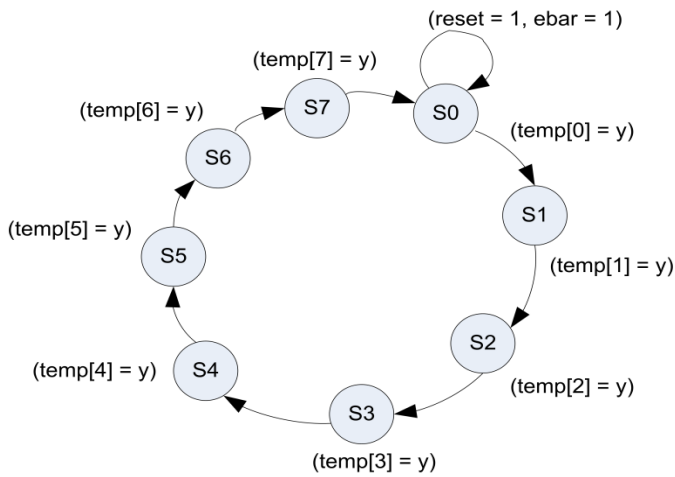 (reset = 1, ebar = 1)
(temp[7] = y)
S7
S0
(temp[6] = y)
(temp[0] = y)
S6
S1
(temp[5] = y)
S5
(temp[1] = y)
S2
(temp[4] = y)
S4
(temp[2] = y)
S3
(temp[3] = y)